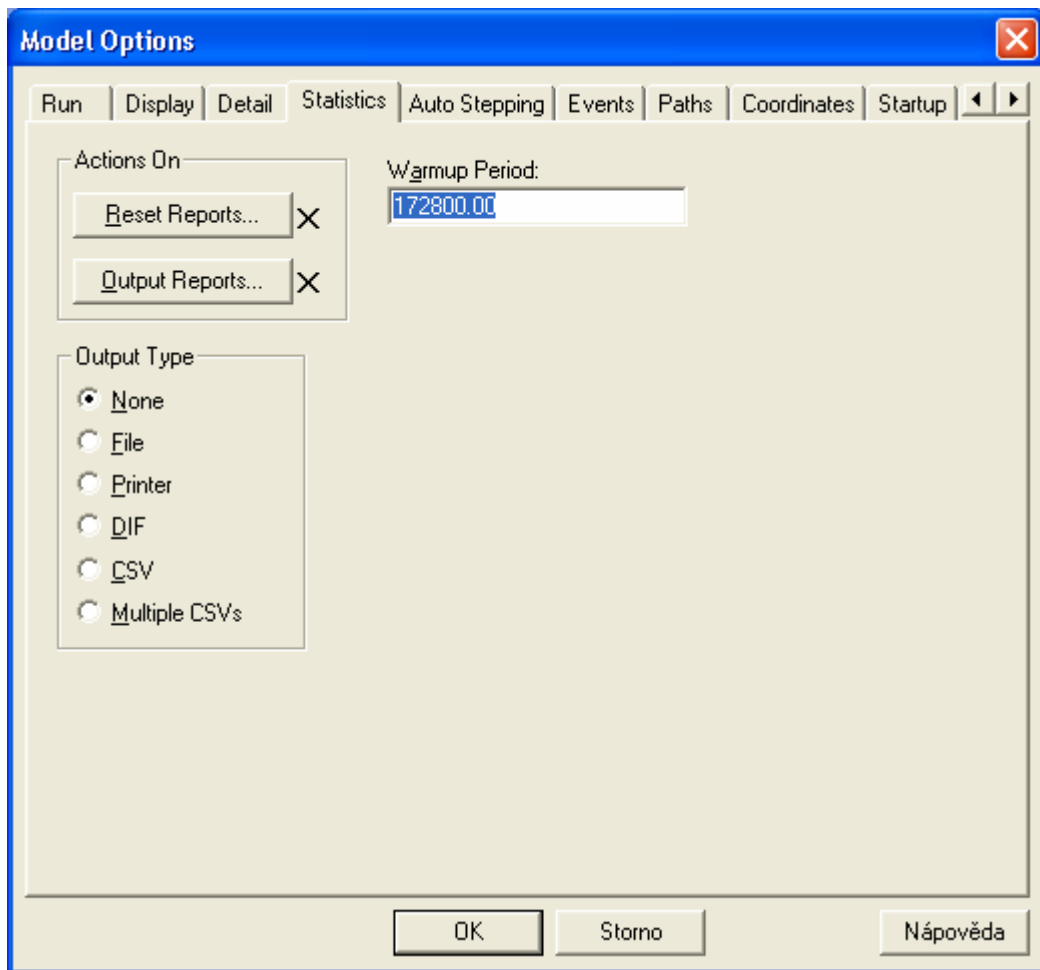 Model Options
Run Display Detail Statistics Auto Stepping Events Paths Coordinates Startup
Actions On
Reset Reports...
Output Reports...
Warmup Period:
172800.00
Output Type
None
File
Printer
DIF
CSV
Multiple CSVs
OK Storno Nápověda